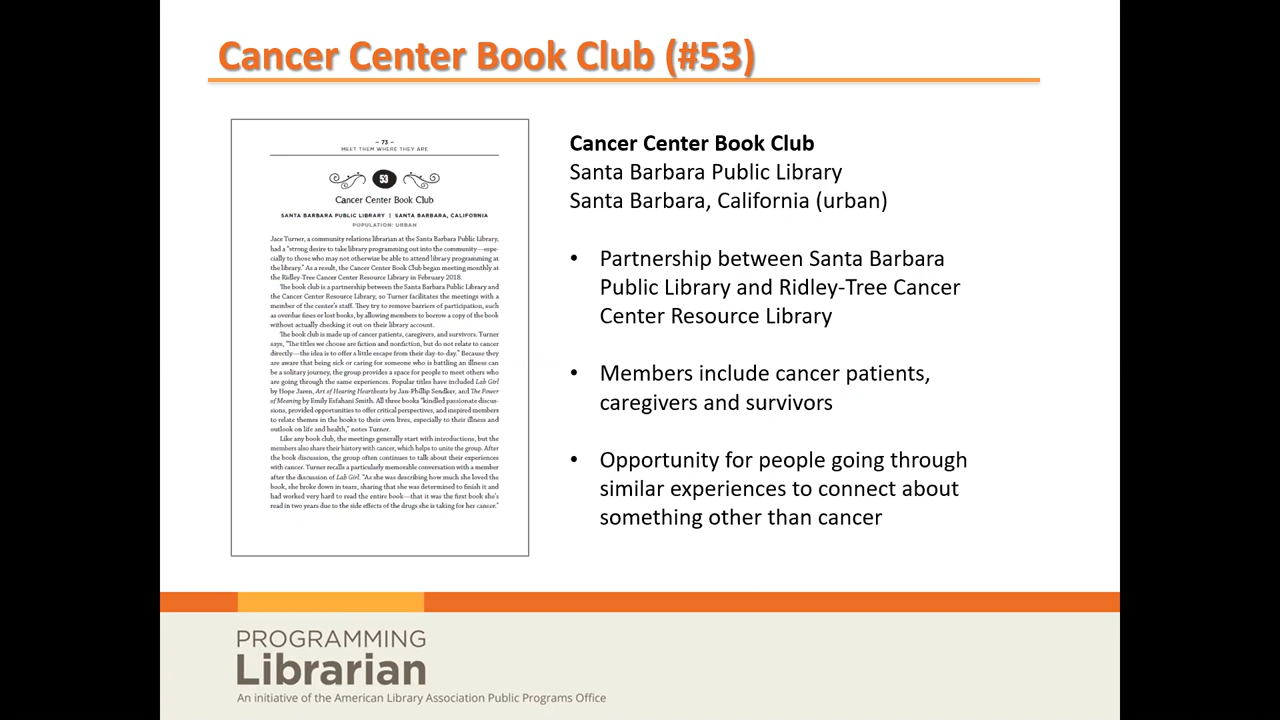 Cancer Center Book Club (#53)
– 73 –
MEET THEM WHERE THEY ARE
53
Cancer Center Book Club
SANTA BARBARA PUBLIC LIBRARY | SANTA BARBARA, CALIFORNIA
POPULATION: URBAN
Jace Turner, a community relations librarian at the Santa Barbara Public Library,
had a “strong desire to take library programming out into the community—espe-
cially to those who may not otherwise be able to attend library programming at
the library.” As a result, the Cancer Center Book Club began meeting monthly at
the Ridley-Tree Cancer Center Resource Library in February 2018.
The book club is a partnership between the Santa Barbara Public Library and
the Cancer Center Resource Library, so Turner facilitates the meetings with a
member of the center’s staff. They try to remove barriers of participation, such
as overdue fines or lost books, by allowing members to borrow a copy of the book
without actually checking it out on their library account.
The book club is made up of cancer patients, caregivers, and survivors. Turner
says, “The titles we choose are fiction and nonfiction, but do not relate to cancer
directly—the idea is to offer a little escape from their day-to-day.” Because they
are aware that being sick or caring for someone who is battling an illness can
be a solitary journey, the group provides a space for people to meet others who
are going through the same experiences. Popular titles have included Lab Girl
by Hope Jaren, Art of Hearing Heartbeats by Jan-Phillip Sendker, and The Power
of Meaning by Emily Esfahani Smith. All three books “kindled passionate discus-
sions, provided opportunities to offer critical perspectives, and inspired members
to relate themes in the books to their own lives, especially to their illness and
outlook on life and health,” notes Turner.
Like any book club, the meetings generally start with introductions, but the
members also share their history with cancer, which helps to unite the group. After
the book discussion, the group often continues to talk about their experiences
with cancer. Turner recalls a particularly memorable conversation with a member
after the discussion of Lab Girl. “As she was describing how much she loved the
book, she broke down in tears, sharing that she was determined to finish it and
had worked very hard to read the entire book—that it was the first book she’s
read in two years due to the side effects of the drugs she is taking for her cancer.”
Cancer Center Book Club
Santa Barbara Public Library
Santa Barbara, California (urban)
• Partnership between Santa Barbara
Public Library and Ridley-Tree Cancer
Center Resource Library
• Members include cancer patients,
caregivers and survivors
• Opportunity for people going through
similar experiences to connect about
something other than cancer
PROGRAMMING
Librarian
An initiative of the American Library Association Public Programs Office